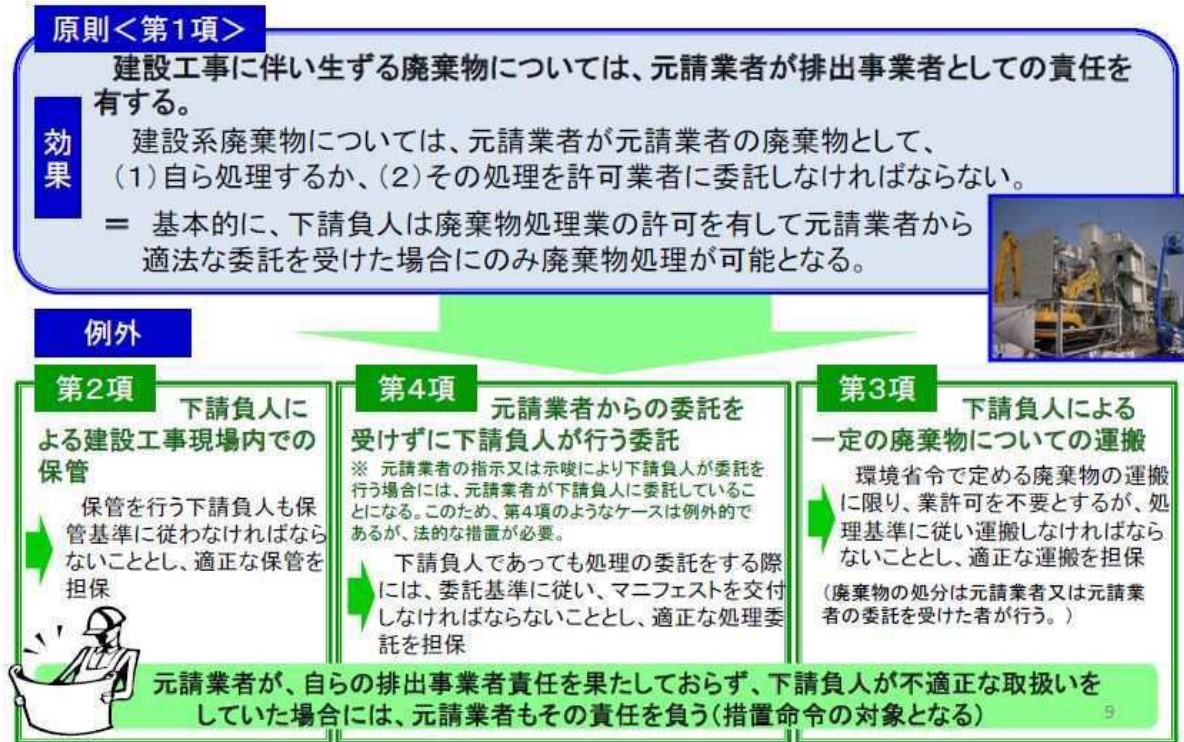 原則<第1項>
建設工事に伴い生ずる廃棄物については、元請業者が排出事業者としての責任を
有する。
効果
建設系廃棄物については、元請業者が元請業者の廃棄物として、
(1)自ら処理するか、(2)その処理を許可業者に委託しなければならない。
= 基本的に、下請負人は廃棄物処理業の許可を有して元請業者から
適法な委託を受けた場合にのみ廃棄物処理が可能となる。
例外
第2項
下請負人に
よる建設工事現場内での
保管
保管を行う下請負人も保
管基準に従わなければなら
ないこととし、適正な保管を
担保
第4項
元請業者からの委託を
受けずに下請負人が行う委託
※ 元請業者の指示又は示唆により下請負人が委託を
行う場合には、元請業者が下請負人に委託しているこ
とになる。このため、第4項のようなケースは例外的で
あるが、法的な措置が必要。
下請負人であっても処理の委託をする際
には、委託基準に従い、マニフェストを交付
しなければならないこととし、適正な処理委
託を担保
第3項
下請負人による
一定の廃棄物についての運搬
環境省令で定める廃棄物の運搬
に限り、業許可を不要とするが、処
理基準に従い運搬しなければなら
ないこととし、適正な運搬を担保
(廃棄物の処分は元請業者又は元請業
者の委託を受けた者が行う。)
元請業者が、自らの排出事業者責任を果たしておらず、下請負人が不適正な取扱いを
していた場合には、元請業者もその責任を負う(措置命令の対象となる)
9